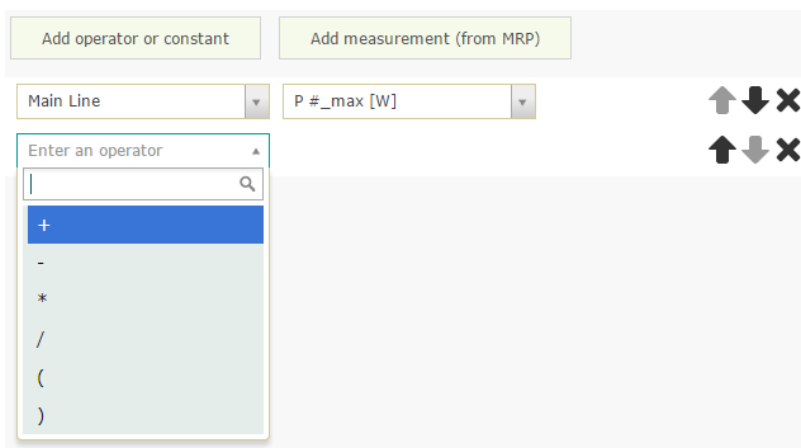 Add operator or constant Add measurement (from MRP)
Main Line P #_max [W]
Enter an operator
+
-
*
/
(
)